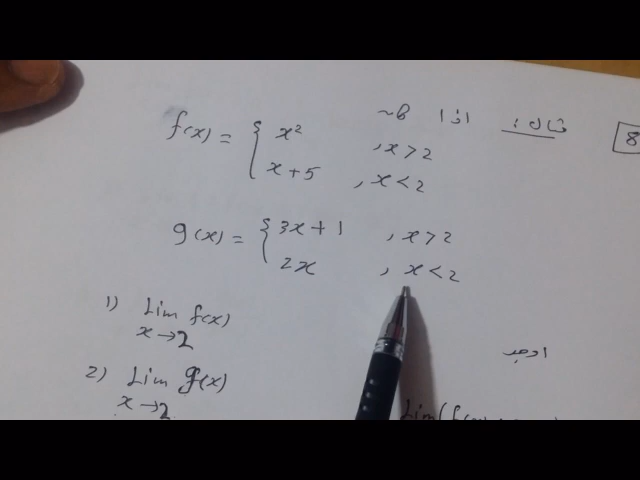 8 مثال: اذا كان
f(x) = { x² , x > 2
x + 5 , x < 2
g(x) = { 3x + 1 , x > 2
2x , x < 2
اوجد
1) Lim f(x)
x → 2
2) Lim g(x)
x → 2
Lim (f(x)